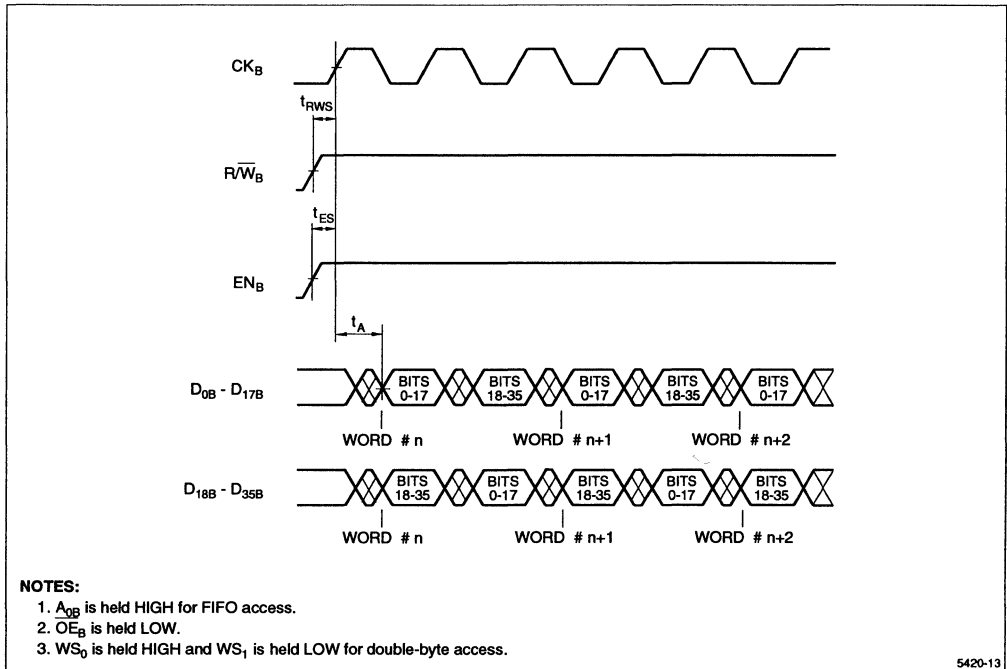 CKB
tRWS
R/W̅B
tES
ENB
tA
D0B - D17B
BITS 0-17
BITS 18-35
BITS 0-17
BITS 18-35
BITS 0-17
WORD # n
WORD # n+1
WORD # n+2
D18B - D35B
BITS 18-35
BITS 0-17
BITS 18-35
BITS 0-17
BITS 18-35
WORD # n
WORD # n+1
WORD # n+2
NOTES:
1. A0B is held HIGH for FIFO access.
2. O̅E̅B is held LOW.
3. WS0 is held HIGH and WS1 is held LOW for double-byte access.
5420-13